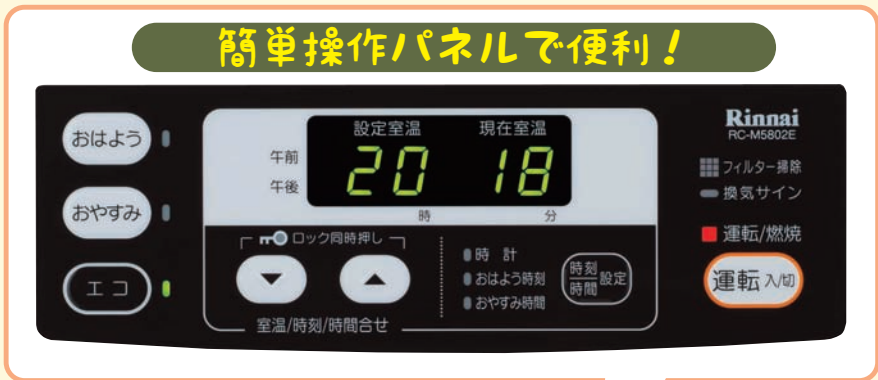 簡単操作パネルで便利!
おはよう
おやすみ
エコ
設定室温 現在室温
午前
午後
20 18
時 分
ロック同時押し
▼ ▲
室温/時刻/時間合せ
時 計
おはよう時刻
おやすみ時間
時刻
時間
設定
Rinnai
RC-M5802E
フィルター掃除
換気サイン
運転/燃焼
運転 入/切